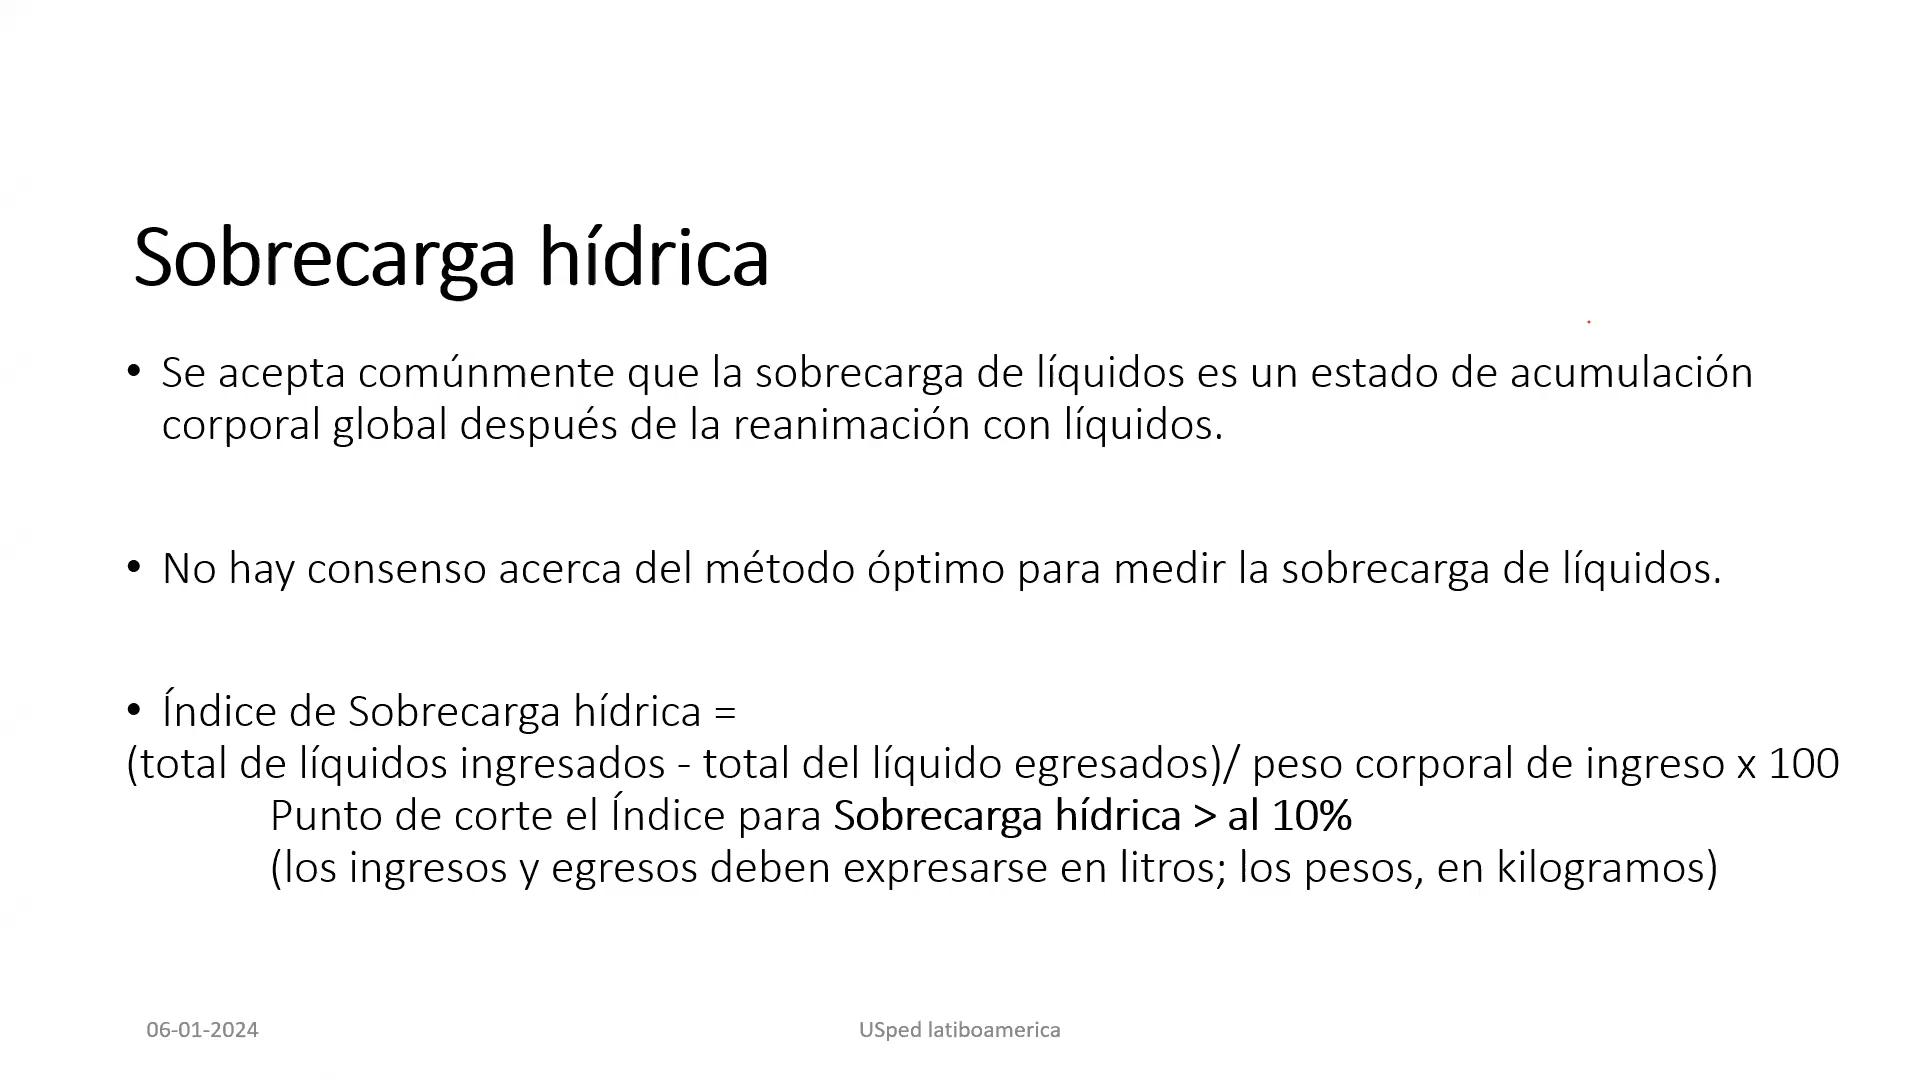 Sobrecarga hídrica
• Se acepta comúnmente que la sobrecarga de líquidos es un estado de acumulación
corporal global después de la reanimación con líquidos.
• No hay consenso acerca del método óptimo para medir la sobrecarga de líquidos.
• Índice de Sobrecarga hídrica =
(total de líquidos ingresados - total del líquido egresados)/ peso corporal de ingreso x 100
Punto de corte el Índice para Sobrecarga hídrica > al 10%
(los ingresos y egresos deben expresarse en litros; los pesos, en kilogramos)
06-01-2024
USped latiboamerica